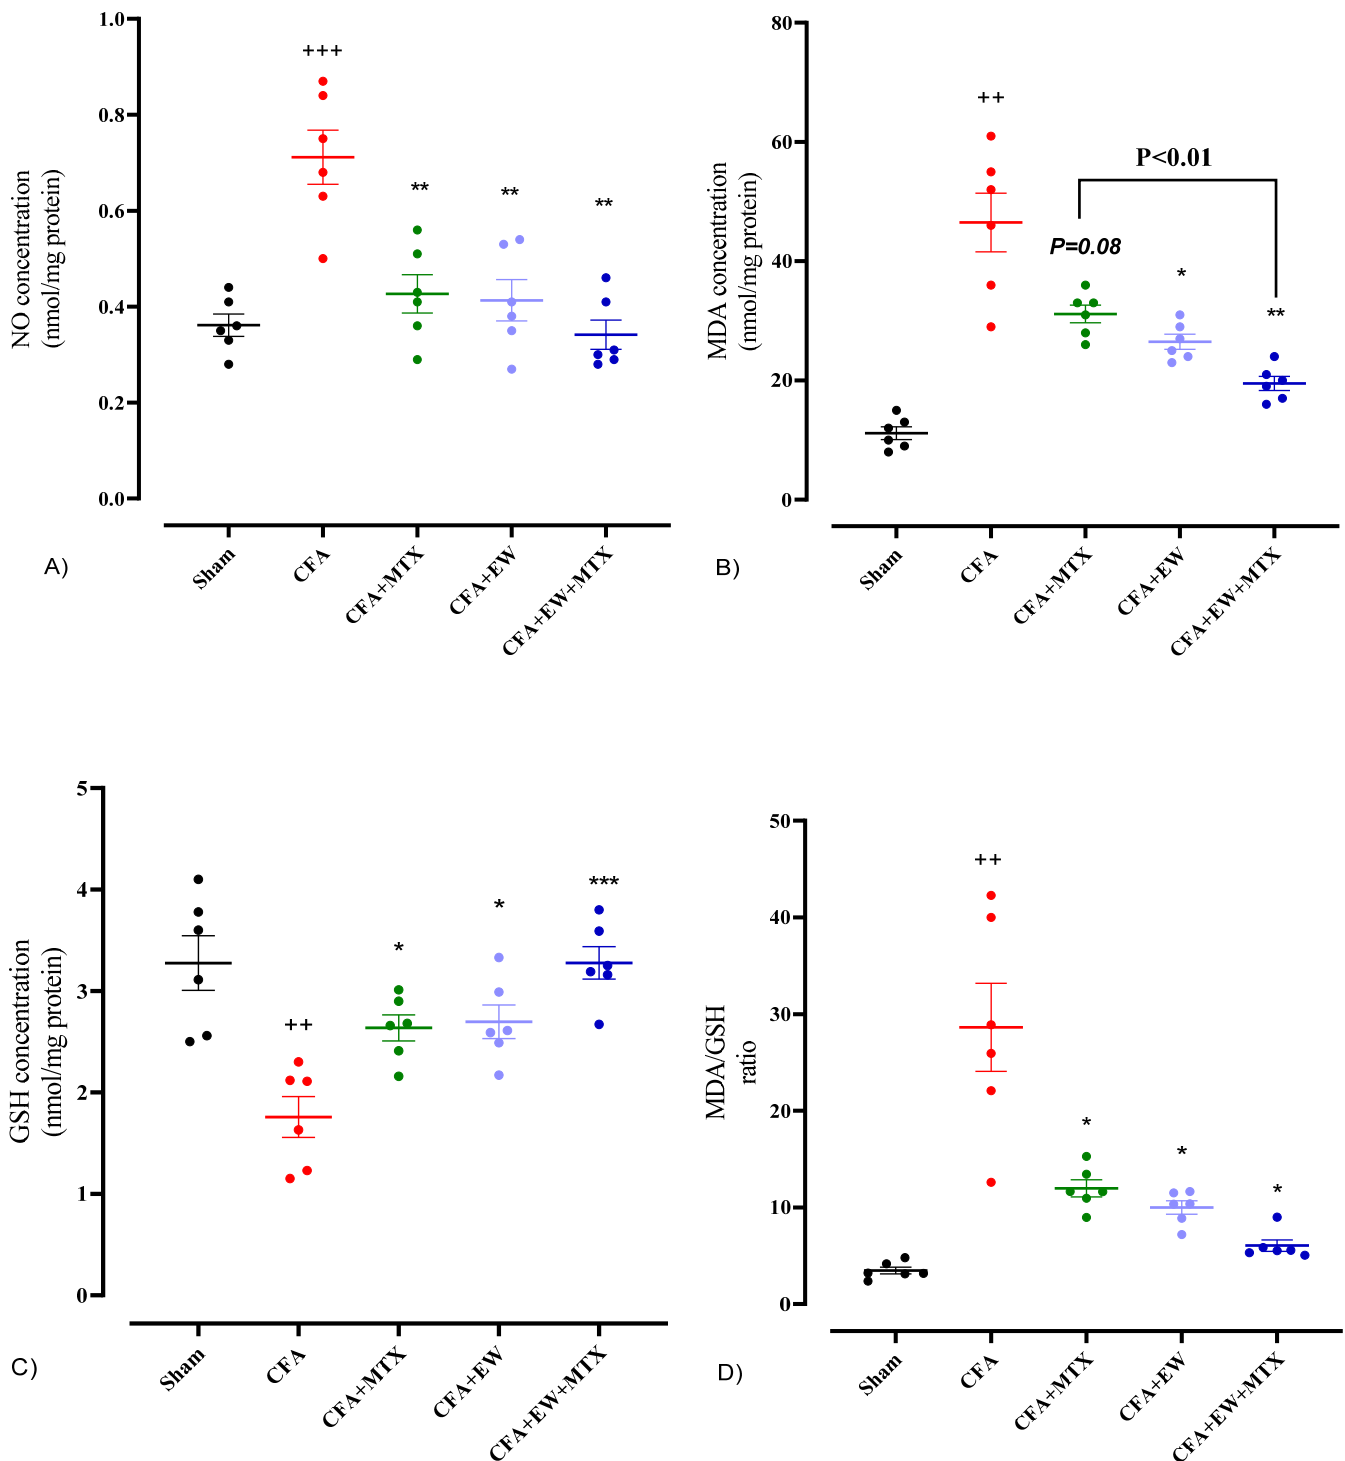 NO concentration
(nmol/mg protein)
1.0
0.8
0.6
0.4
0.2
0.0
+++
**
**
**
Sham
CFA
CFA+MTX
CFA+EW
CFA+EW+MTX
A)
MDA concentration
(nmol/mg protein)
80
60
40
20
0
++
P<0.01
P=0.08
*
**
Sham
CFA
CFA+MTX
CFA+EW
CFA+EW+MTX
B)
GSH concentration
(nmol/mg protein)
5
4
3
2
1
0
++
*
*
***
Sham
CFA
CFA+MTX
CFA+EW
CFA+EW+MTX
C)
MDA/GSH
ratio
50
40
30
20
10
0
++
*
*
*
Sham
CFA
CFA+MTX
CFA+EW
CFA+EW+MTX
D)